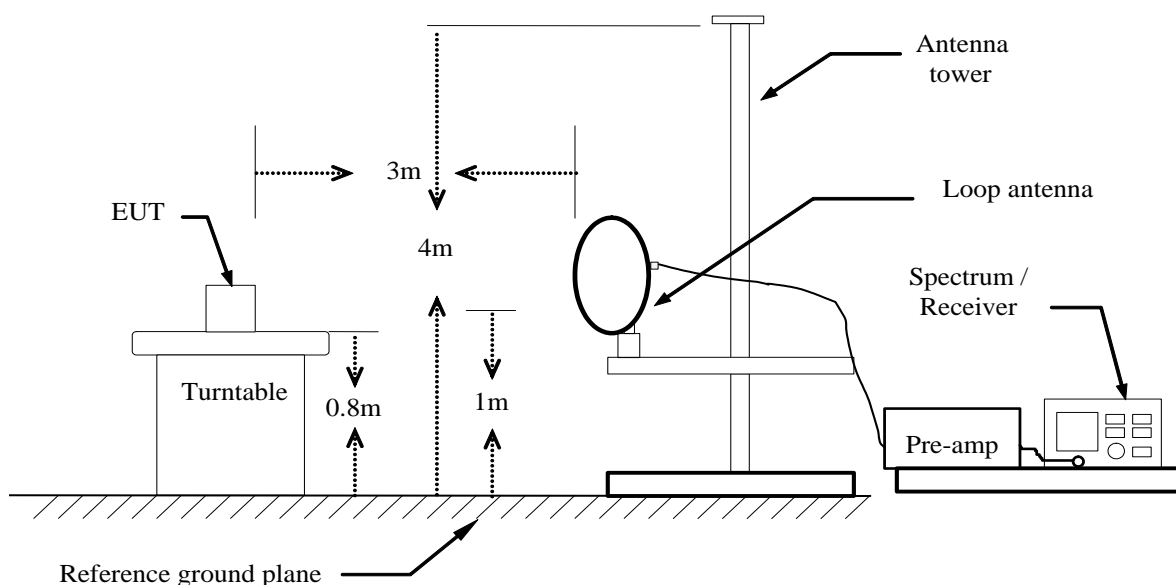 Antenna
tower
3m
Loop antenna
EUT
4m
Spectrum /
Receiver
Turntable
0.8m
1m
Pre-amp
Reference ground plane